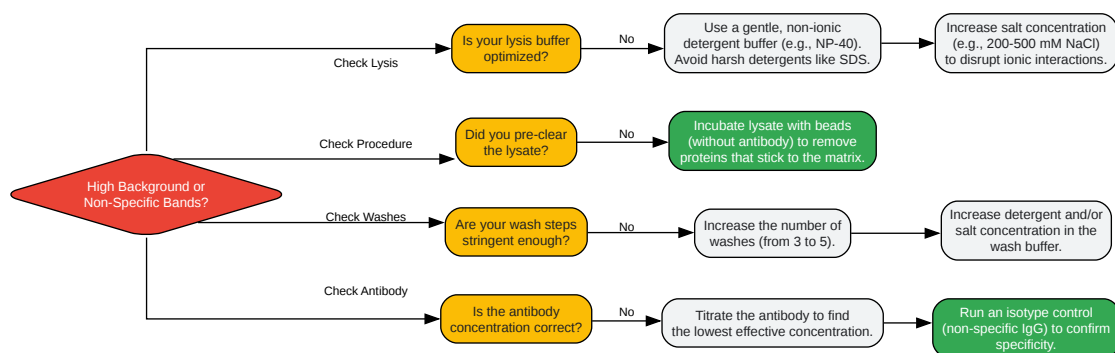 High Background or
Non-Specific Bands?
Check Lysis
Is your lysis buffer
optimized?
No
Use a gentle, non-ionic
detergent buffer (e.g., NP-40).
Avoid harsh detergents like SDS.
Increase salt concentration
(e.g., 200-500 mM NaCl)
to disrupt ionic interactions.
Check Procedure
Did you pre-clear
the lysate?
No
Incubate lysate with beads
(without antibody) to remove
proteins that stick to the matrix.
Check Washes
Are your wash steps
stringent enough?
No
Increase the number of
washes (from 3 to 5).
Increase detergent and/or
salt concentration in the
wash buffer.
Check Antibody
Is the antibody
concentration correct?
No
Titrate the antibody to find
the lowest effective concentration.
Run an isotype control
(non-specific IgG) to confirm
specificity.